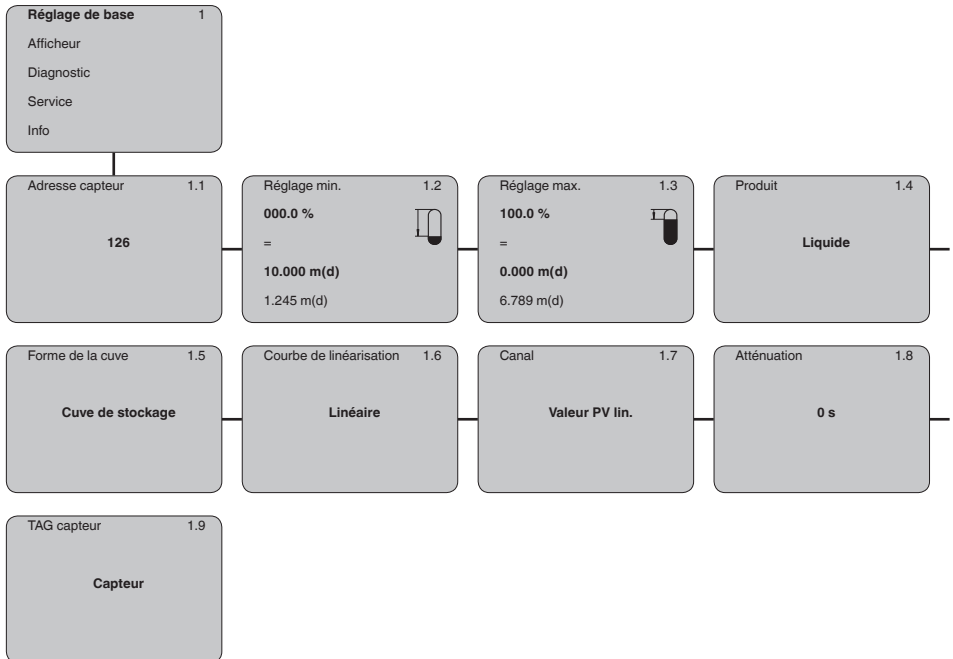 Réglage de base 1
Afficheur
Diagnostic
Service
Info
Adresse capteur 1.1
126
Réglage min. 1.2
000.0 %
=
10.000 m(d)
1.245 m(d)
Réglage max. 1.3
100.0 %
=
0.000 m(d)
6.789 m(d)
Produit 1.4
Liquide
Forme de la cuve 1.5
Cuve de stockage
Courbe de linéarisation 1.6
Linéaire
Canal 1.7
Valeur PV lin.
Atténuation 1.8
0 s
TAG capteur 1.9
Capteur